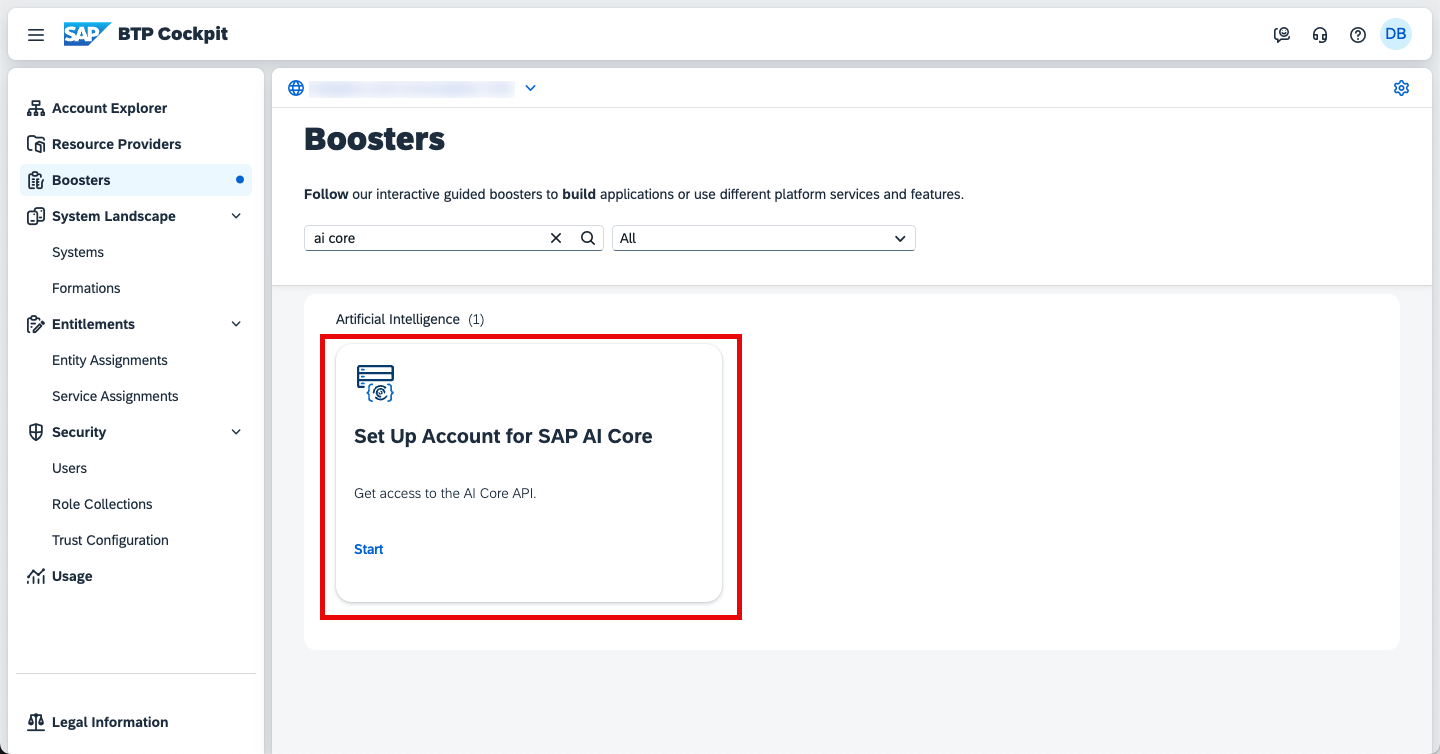 SAP BTP Cockpit
DB
Account Explorer
Resource Providers
Boosters
System Landscape
Systems
Formations
Entitlements
Entity Assignments
Service Assignments
Security
Users
Role Collections
Trust Configuration
Usage
Legal Information
Boosters
Follow our interactive guided boosters to build applications or use different platform services and features.
ai core
All
Artificial Intelligence (1)
Set Up Account for SAP AI Core
Get access to the AI Core API.
Start